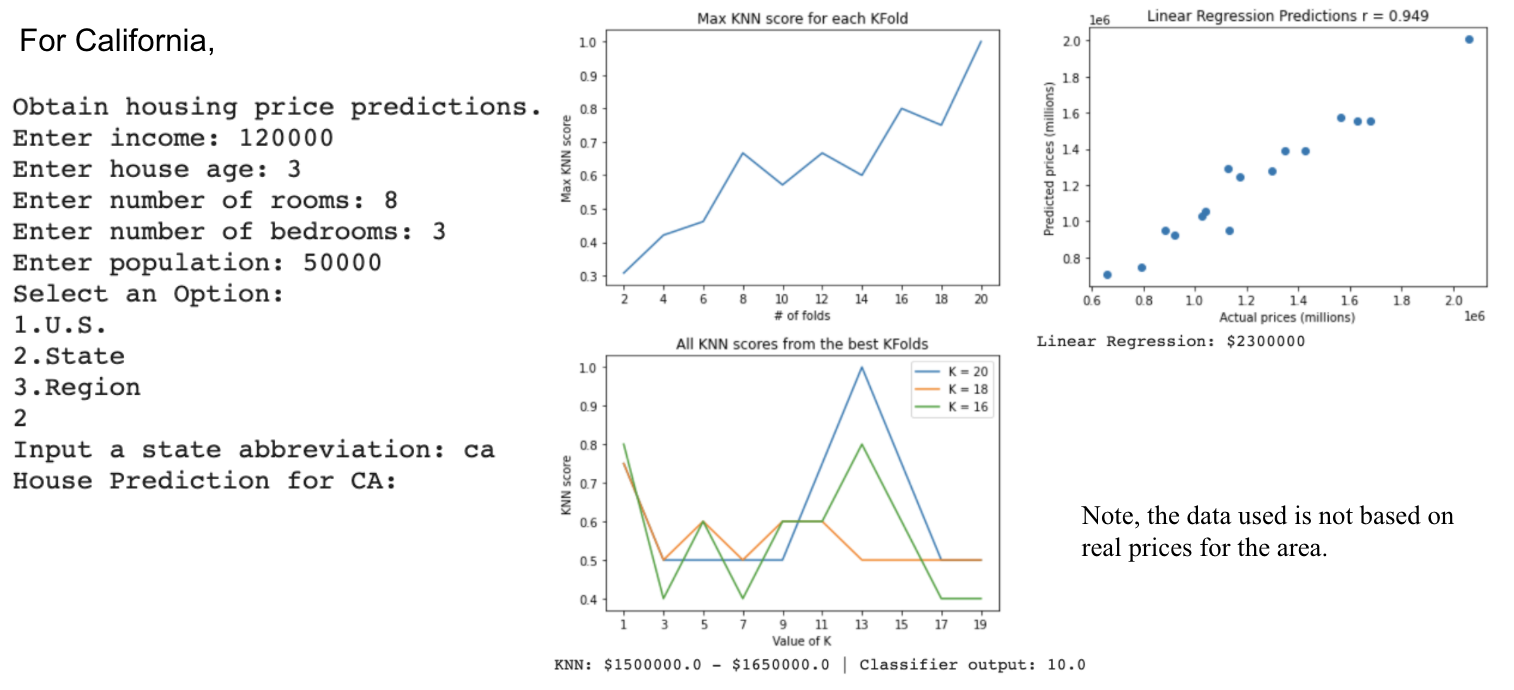 For California,
Obtain housing price predictions.
Enter income: 120000
Enter house age: 3
Enter number of rooms: 8
Enter number of bedrooms: 3
Enter population: 50000
Select an Option:
1.U.S.
2.State
3.Region
2
Input a state abbreviation: ca
House Prediction for CA:
Max KNN score for each KFold
Max KNN score
1.0
0.9
0.8
0.7
0.6
0.5
0.4
0.3
2 4 6 8 10 12 14 16 18 20
# of folds
All KNN scores from the best KFolds
KNN score
1.0
0.9
0.8
0.7
0.6
0.5
0.4
K = 20
K = 18
K = 16
1 3 5 7 9 11 13 15 17 19
Value of K
KNN: $1500000.0 - $1650000.0 | Classifier output: 10.0
Linear Regression Predictions r = 0.949
1e6
Predicted prices (millions)
2.0
1.8
1.6
1.4
1.2
1.0
0.8
0.6 0.8 1.0 1.2 1.4 1.6 1.8 2.0
Actual prices (millions)
1e6
Linear Regression: $2300000
Note, the data used is not based on
real prices for the area.